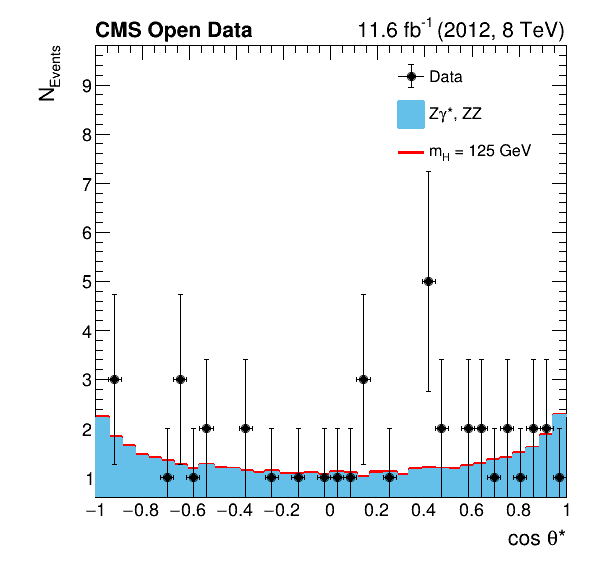 CMS Open Data 11.6 fb⁻¹ (2012, 8 TeV)
N_Events
Data
Zγ*, ZZ
m_H = 125 GeV
9
8
7
6
5
4
3
2
1
−1 −0.8 −0.6 −0.4 −0.2 0 0.2 0.4 0.6 0.8 1
cos θ*